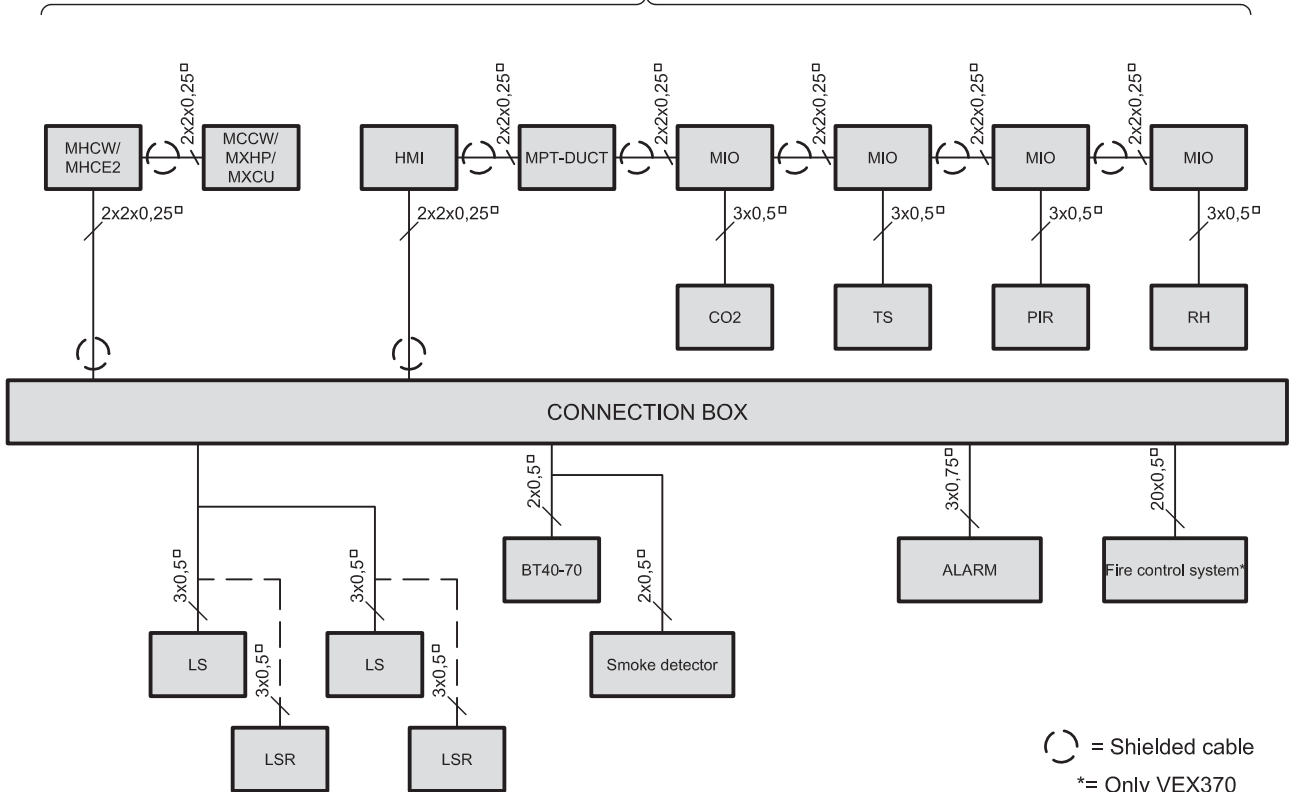 2x2x0,25□
2x2x0,25□
2x2x0,25□
2x2x0,25□
2x2x0,25□
2x2x0,25□
MHCW/
MHCE2
MCCW/
MXHP/
MXCU
HMI
MPT-DUCT
MIO
MIO
MIO
MIO
2x2x0,25□
2x2x0,25□
3x0,5□
3x0,5□
3x0,5□
3x0,5□
CO2
TS
PIR
RH
CONNECTION BOX
2x0,5□
3x0,75□
20x0,5□
BT40-70
ALARM
Fire control system*
3x0,5□
3x0,5□
2x0,5□
LS
LS
Smoke detector
3x0,5□
3x0,5□
LSR
LSR
= Shielded cable
*= Only VEX370